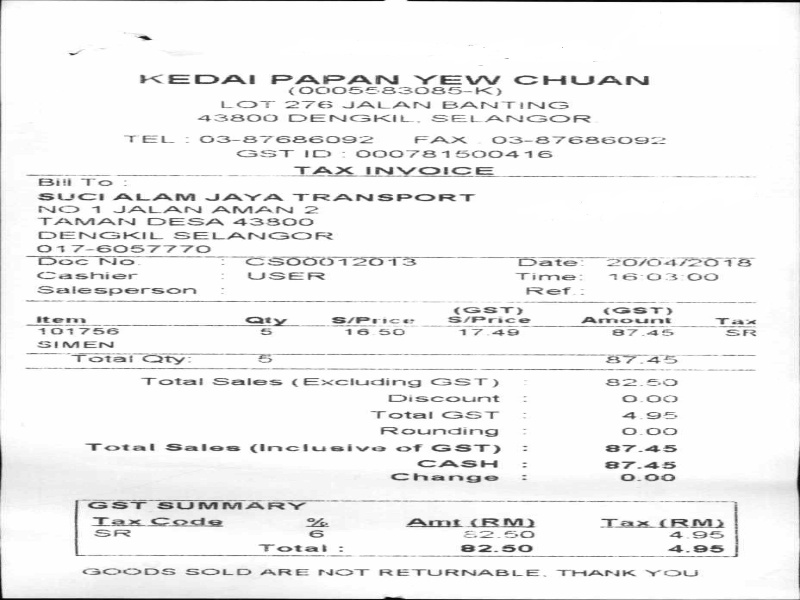 KEDAI PAPAN YEW CHUAN
(0005583085-K)
LOT 276 JALAN BANTING
43800 DENGKIL, SELANGOR.
TEL : 03-87686092 FAX : 03-87686092
GST ID : 000781500416
TAX INVOICE
Bill To :
SUCI ALAM JAYA TRANSPORT
NO 1 JALAN AMAN 2
TAMAN DESA 43800
DENGKIL SELANGOR
017-6057770
Doc No. : CS00012013 Date: 20/04/2018
Cashier : USER Time: 16:03:00
Salesperson : Ref.:
(GST) (GST)
Item Qty S/Price S/Price Amount Tax
101756 5 16.50 17.49 87.45 SR
SIMEN
Total Qty: 5 87.45
Total Sales (Excluding GST) : 82.50
Discount : 0.00
Total GST : 4.95
Rounding : 0.00
Total Sales (Inclusive of GST) : 87.45
CASH : 87.45
Change : 0.00
GST SUMMARY
Tax Code % Amt (RM) Tax (RM)
SR 6 82.50 4.95
Total : 82.50 4.95
GOODS SOLD ARE NOT RETURNABLE, THANK YOU